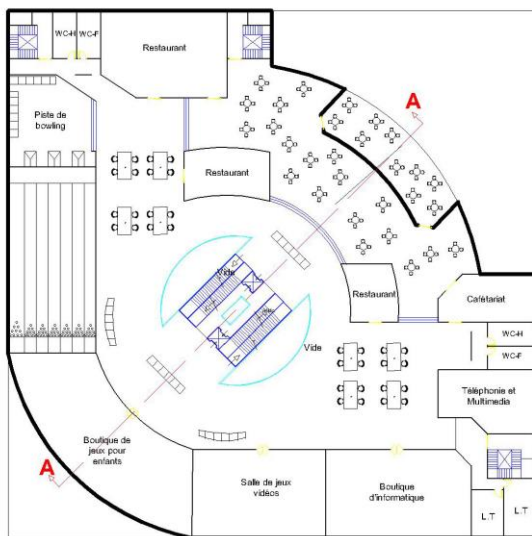 WC-H
WC-F
Restaurant
A
Piste de
bowling
Restaurant
Vide
Restaurant
Cafétariat
WC-H
Vide
WC-F
Téléphonie et
Multimedia
Boutique de
jeux pour
enfants
A
Salle de jeux
vidéos
Boutique
d'informatique
L.T
L.T